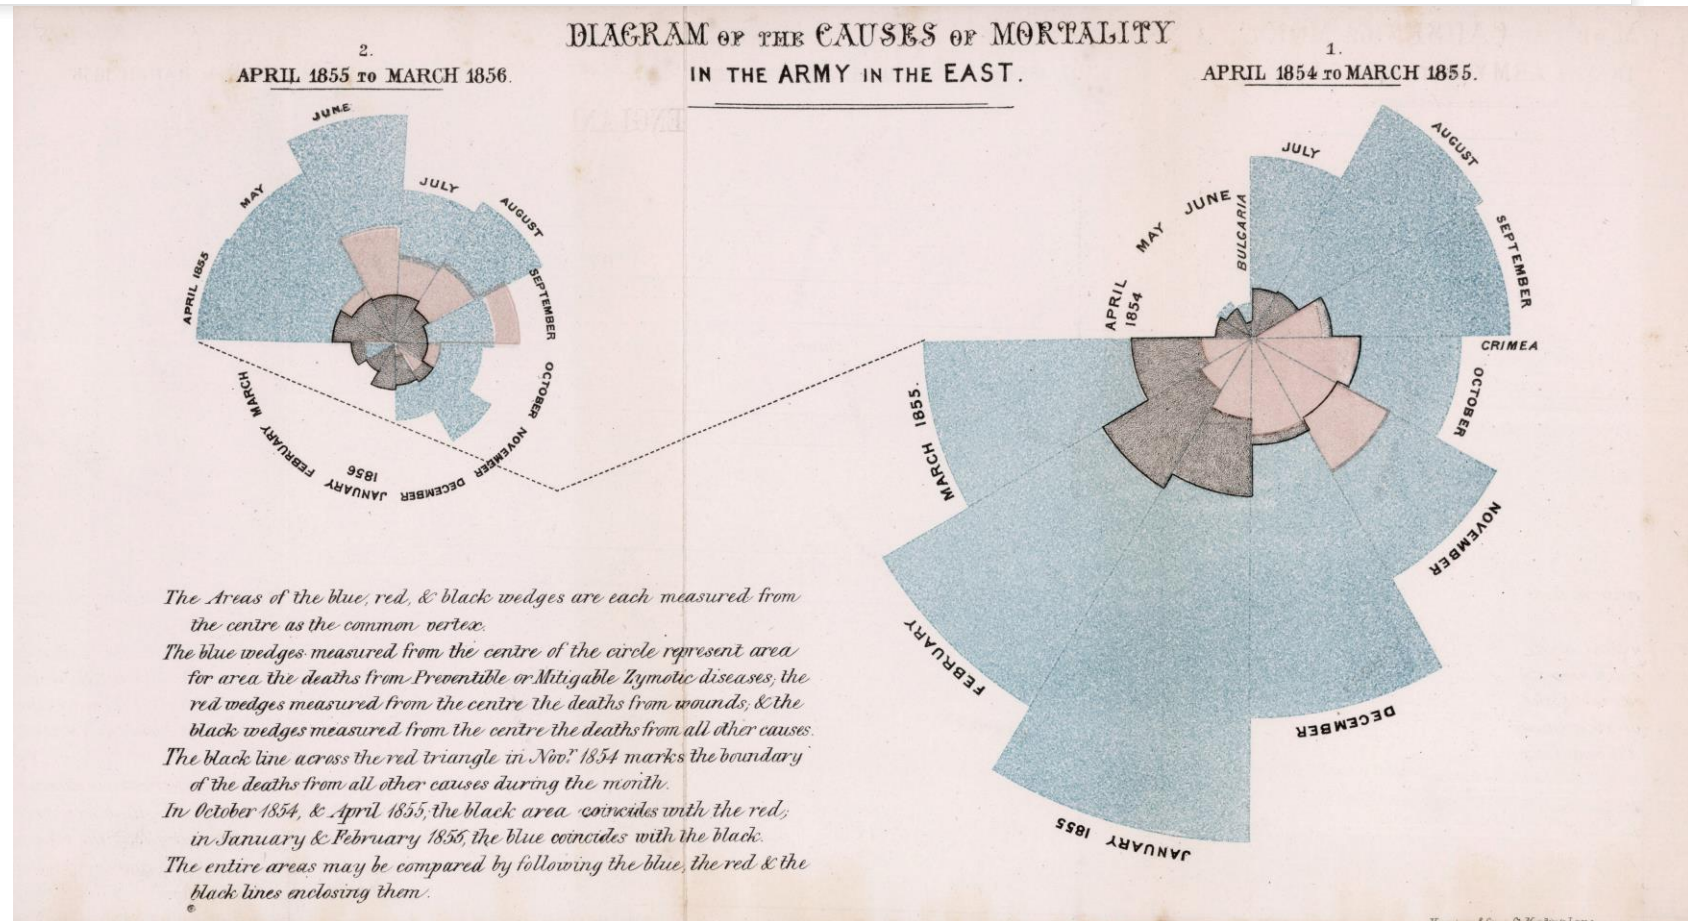 DIAGRAM OF THE CAUSES OF MORTALITY
IN THE ARMY IN THE EAST.
2.
APRIL 1855 TO MARCH 1856.
APRIL 1855
MAY
JUNE
JULY
AUGUST
SEPTEMBER
OCTOBER
NOVEMBER
DECEMBER
JANUARY
1856
FEBRUARY
MARCH
1.
APRIL 1854 TO MARCH 1855.
APRIL
1854
MAY
JUNE
BULGARIA
JULY
AUGUST
SEPTEMBER
CRIMEA
OCTOBER
NOVEMBER
DECEMBER
JANUARY 1855
FEBRUARY
MARCH 1855.
The Areas of the blue, red, & black wedges are each measured from
the centre as the common vertex.
The blue wedges measured from the centre of the circle represent area
for area the deaths from Preventible or Mitigable Zymotic diseases; the
red wedges measured from the centre the deaths from wounds; & the
black wedges measured from the centre the deaths from all other causes.
The black line across the red triangle in Novr. 1854 marks the boundary
of the deaths from all other causes during the month.
In October 1854, & April 1855, the black area coincides with the red;
in January & February 1856, the blue coincides with the black.
The entire areas may be compared by following the blue, the red & the
black lines enclosing them.